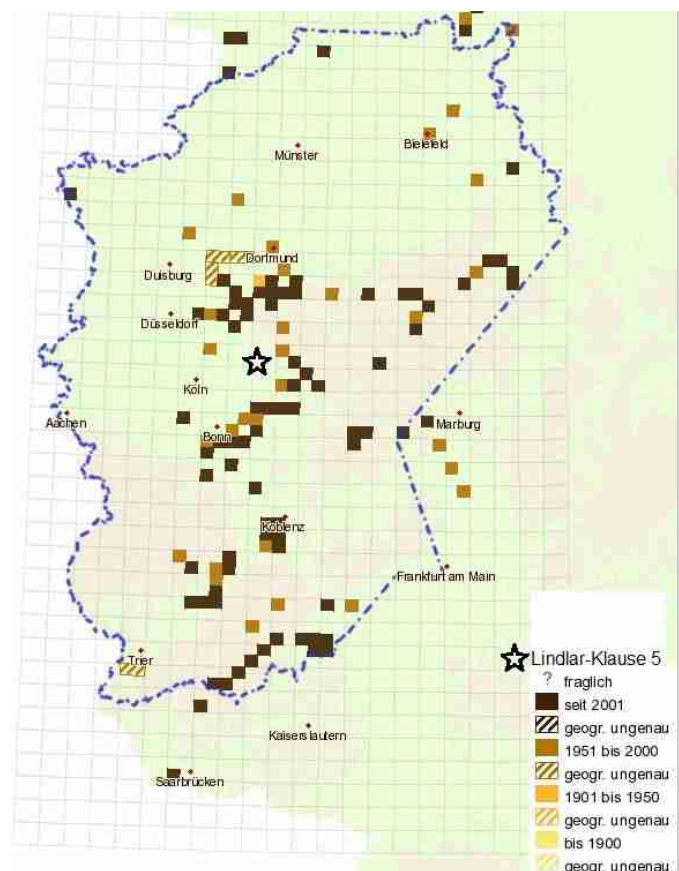 Münster
Bielefeld
Dortmund
Duisburg
Düsseldorf
Köln
Aachen
Bonn
Marburg
Koblenz
Frankfurt am Main
Trier
Kaiserslautern
Saarbrücken
Lindlar-Klause 5
? fraglich
seit 2001
geogr. ungenau
1951 bis 2000
geogr. ungenau
1901 bis 1950
geogr. ungenau
bis 1900
geogr. ungenau